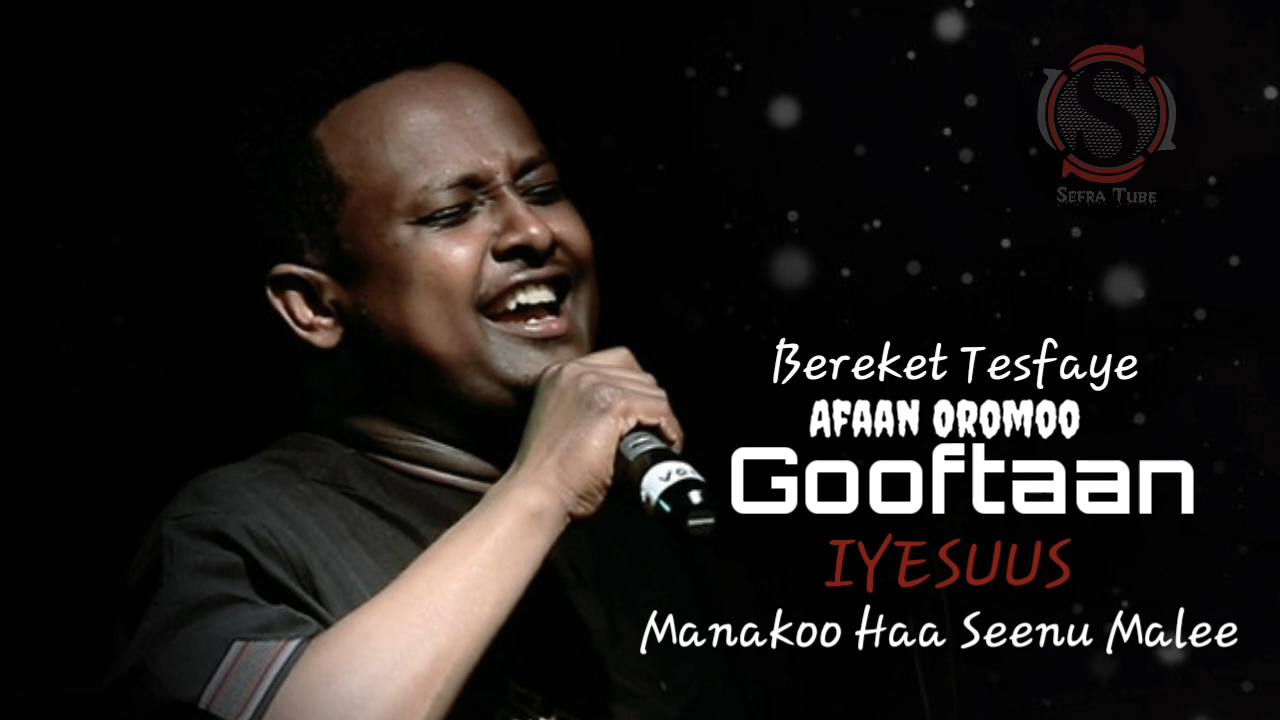 SEFRA TUBE
Bereket Tesfaye
AFAAN OROMOO
Gooftaan
IYESUUS
Manakoo Haa Seenu Malee